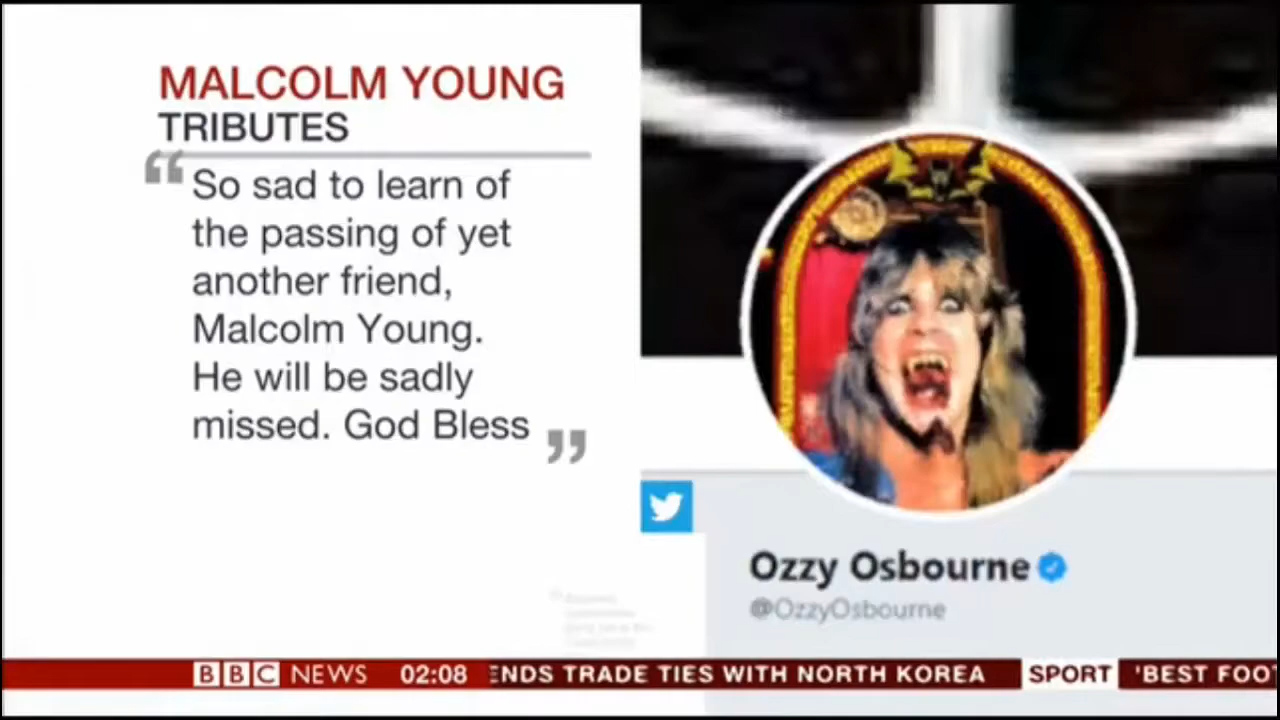 MALCOLM YOUNG
TRIBUTES
“ So sad to learn of
the passing of yet
another friend,
Malcolm Young.
He will be sadly
missed. God Bless ”
Ozzy Osbourne
@OzzyOsbourne
BBC NEWS 02:08 ENDS TRADE TIES WITH NORTH KOREA SPORT 'BEST FOO